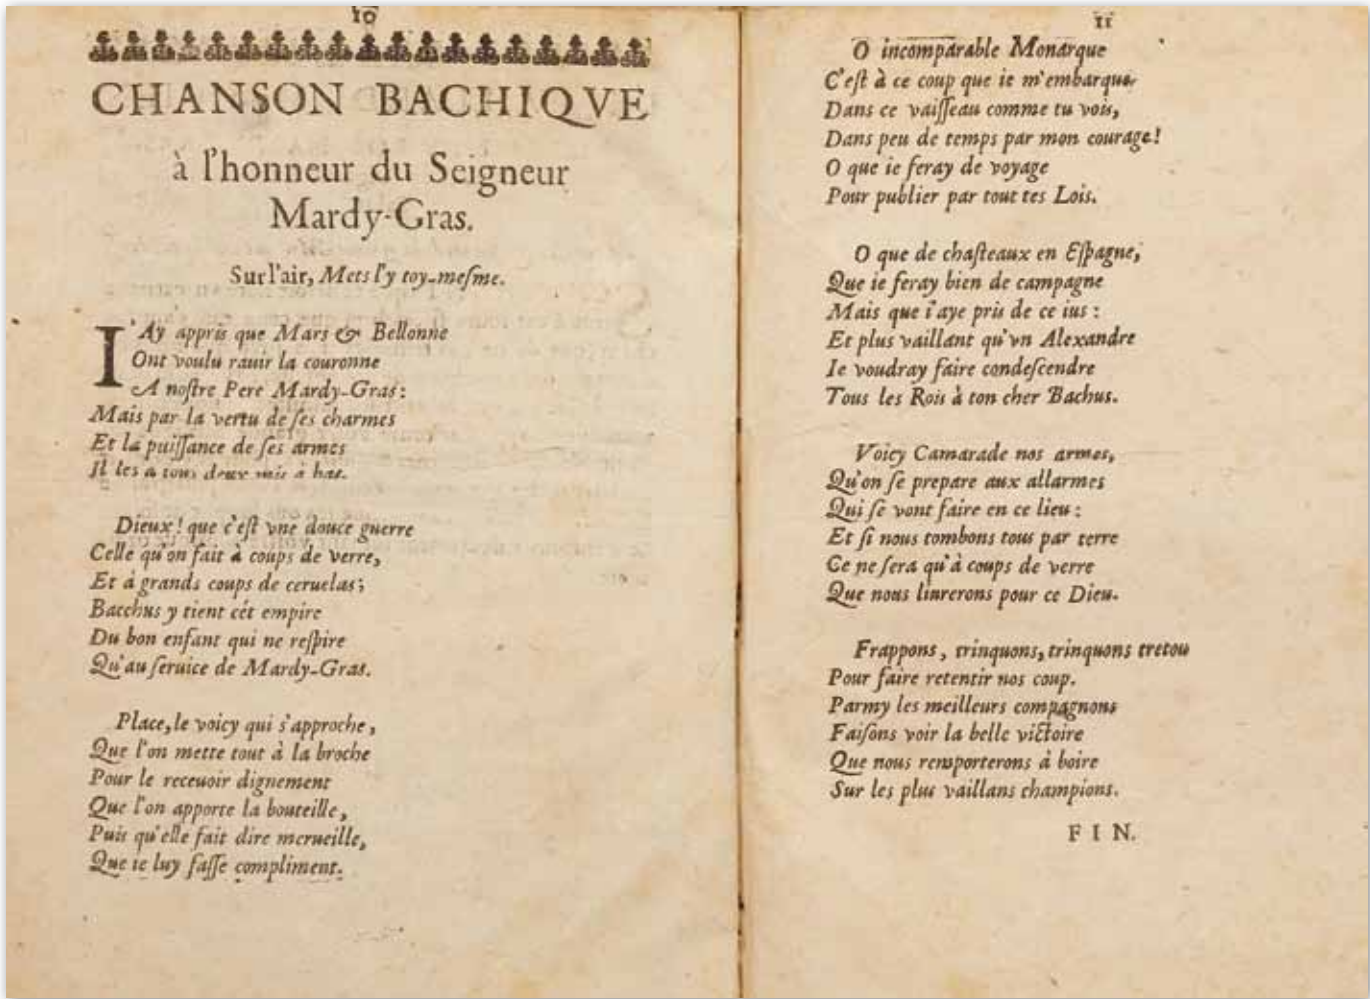 10
CHANSON BACHIQVE
à l'honneur du Seigneur
Mardy-Gras.
Sur l'air, Mets l'y toy-meſme.
I'Ay appris que Mars & Bellonne
Ont voulu rauir la couronne
A noſtre Pere Mardy-Gras:
Mais par la vertu de ſes charmes
Et la puiſſance de ſes armes
Il les a tous deux mis à bas.
Dieux! que c'eſt vne douce guerre
Celle qu'on fait à coups de verre,
Et à grands coups de ceruelas;
Bacchus y tient cét empire
Du bon enfant qui ne reſpire
Qu'au ſeruice de Mardy-Gras.
Place, le voicy qui s'approche,
Que l'on mette tout à la broche
Pour le receuoir dignement
Que l'on apporte la bouteille,
Puis qu'elle fait dire merueille,
Que ie luy faſſe compliment.
11
O incomparable Monarque
C'eſt à ce coup que ie m'embarque
Dans ce vaiſſeau comme tu vois,
Dans peu de temps par mon courage!
O que ie feray de voyage
Pour publier par tout tes Lois.
O que de chaſteaux en Eſpagne,
Que ie feray bien de campagne
Mais que i'aye pris de ce ius:
Et plus vaillant qu'vn Alexandre
Ie voudray faire condeſcendre
Tous les Rois à ton cher Bachus.
Voicy Camarade nos armes,
Qu'on ſe prepare aux allarmes
Qui ſe vont faire en ce lieu:
Et ſi nous tombons tous par terre
Ce ne ſera qu'à coups de verre
Que nous liurerons pour ce Dieu.
Frappons, trinquons, trinquons tretou
Pour faire retentir nos coup.
Parmy les meilleurs compagnons
Faiſons voir la belle victoire
Que nous remporterons à boire
Sur les plus vaillans champions.
FIN.